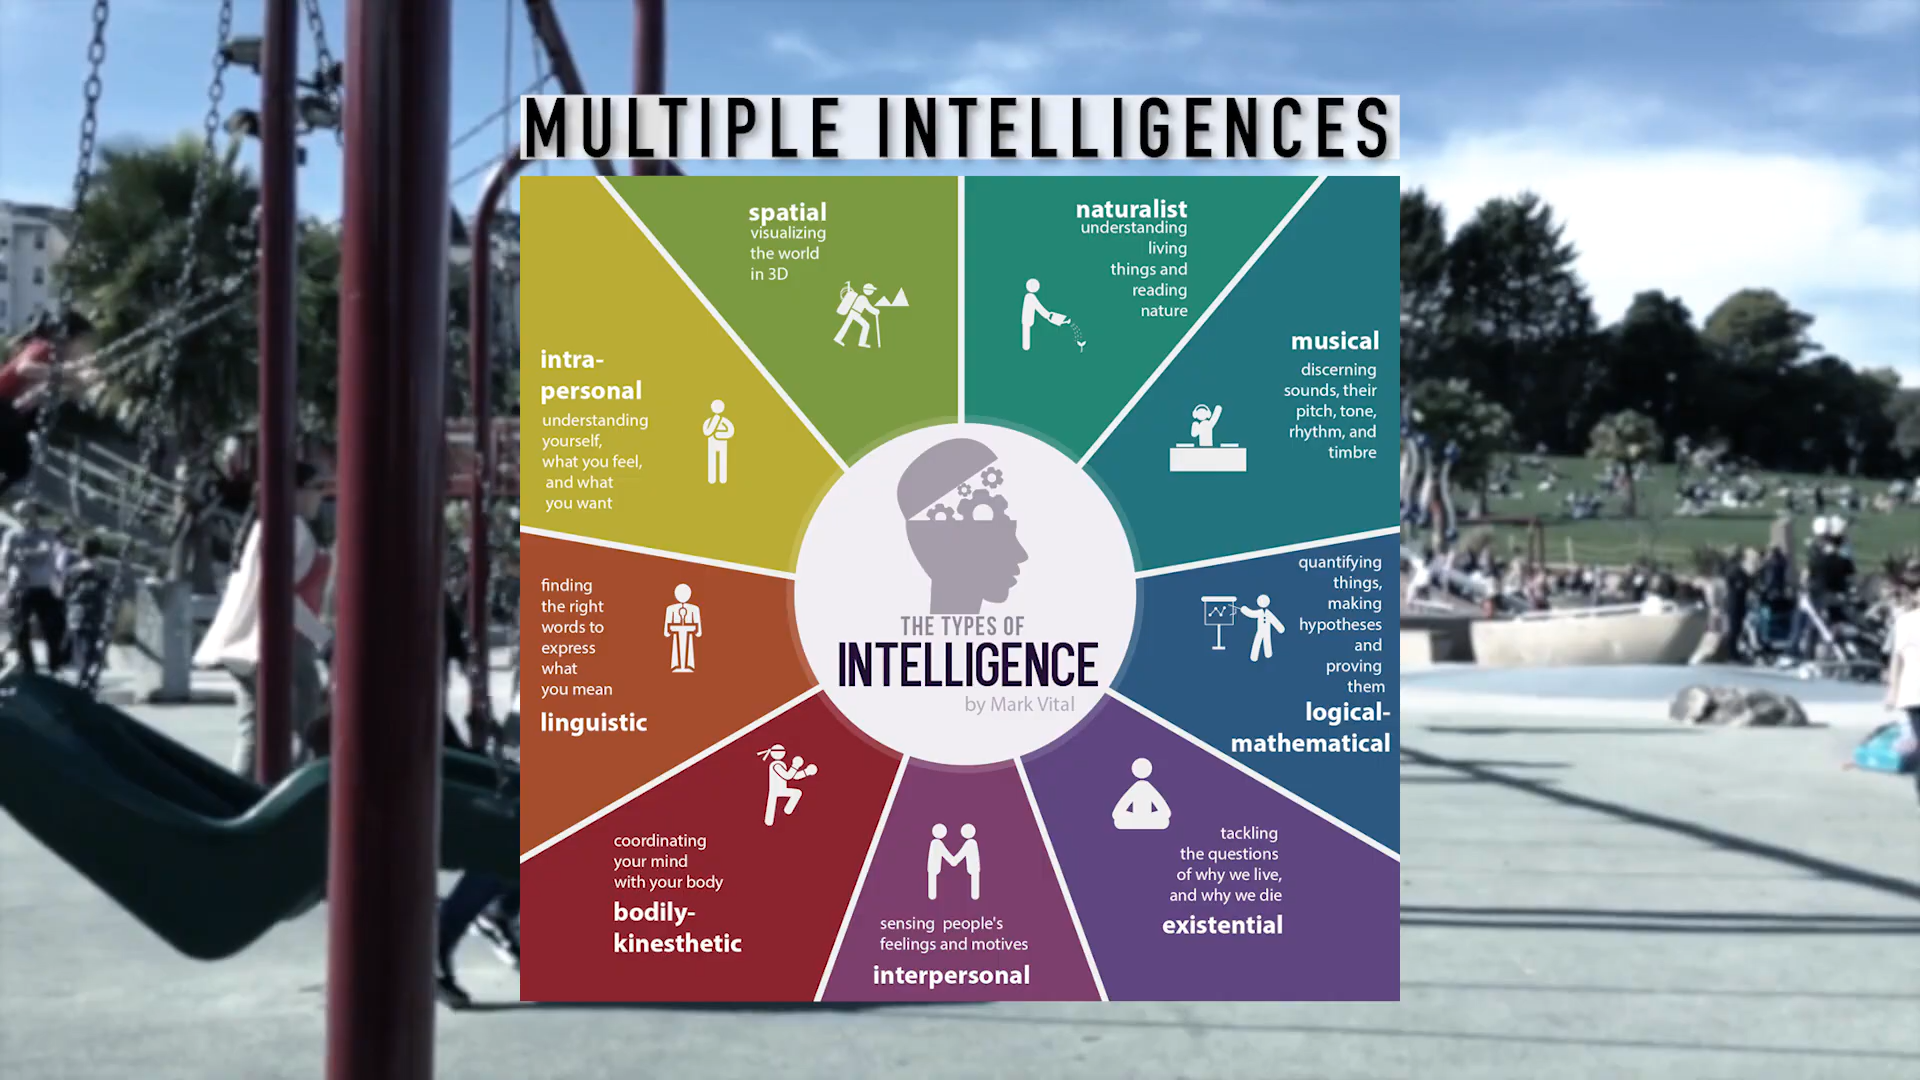 MULTIPLE INTELLIGENCES
spatial
visualizing
the world
in 3D
naturalist
understanding
living
things and
reading
nature
musical
discerning
sounds, their
pitch, tone,
rhythm, and
timbre
intra-
personal
understanding
yourself,
what you feel,
and what
you want
finding
the right
words to
express
what
you mean
linguistic
THE TYPES OF
INTELLIGENCE
by Mark Vital
quantifying
things,
making
hypotheses
and
proving
them
logical-
mathematical
coordinating
your mind
with your body
bodily-
kinesthetic
sensing people's
feelings and motives
interpersonal
tackling
the questions
of why we live,
and why we die
existential